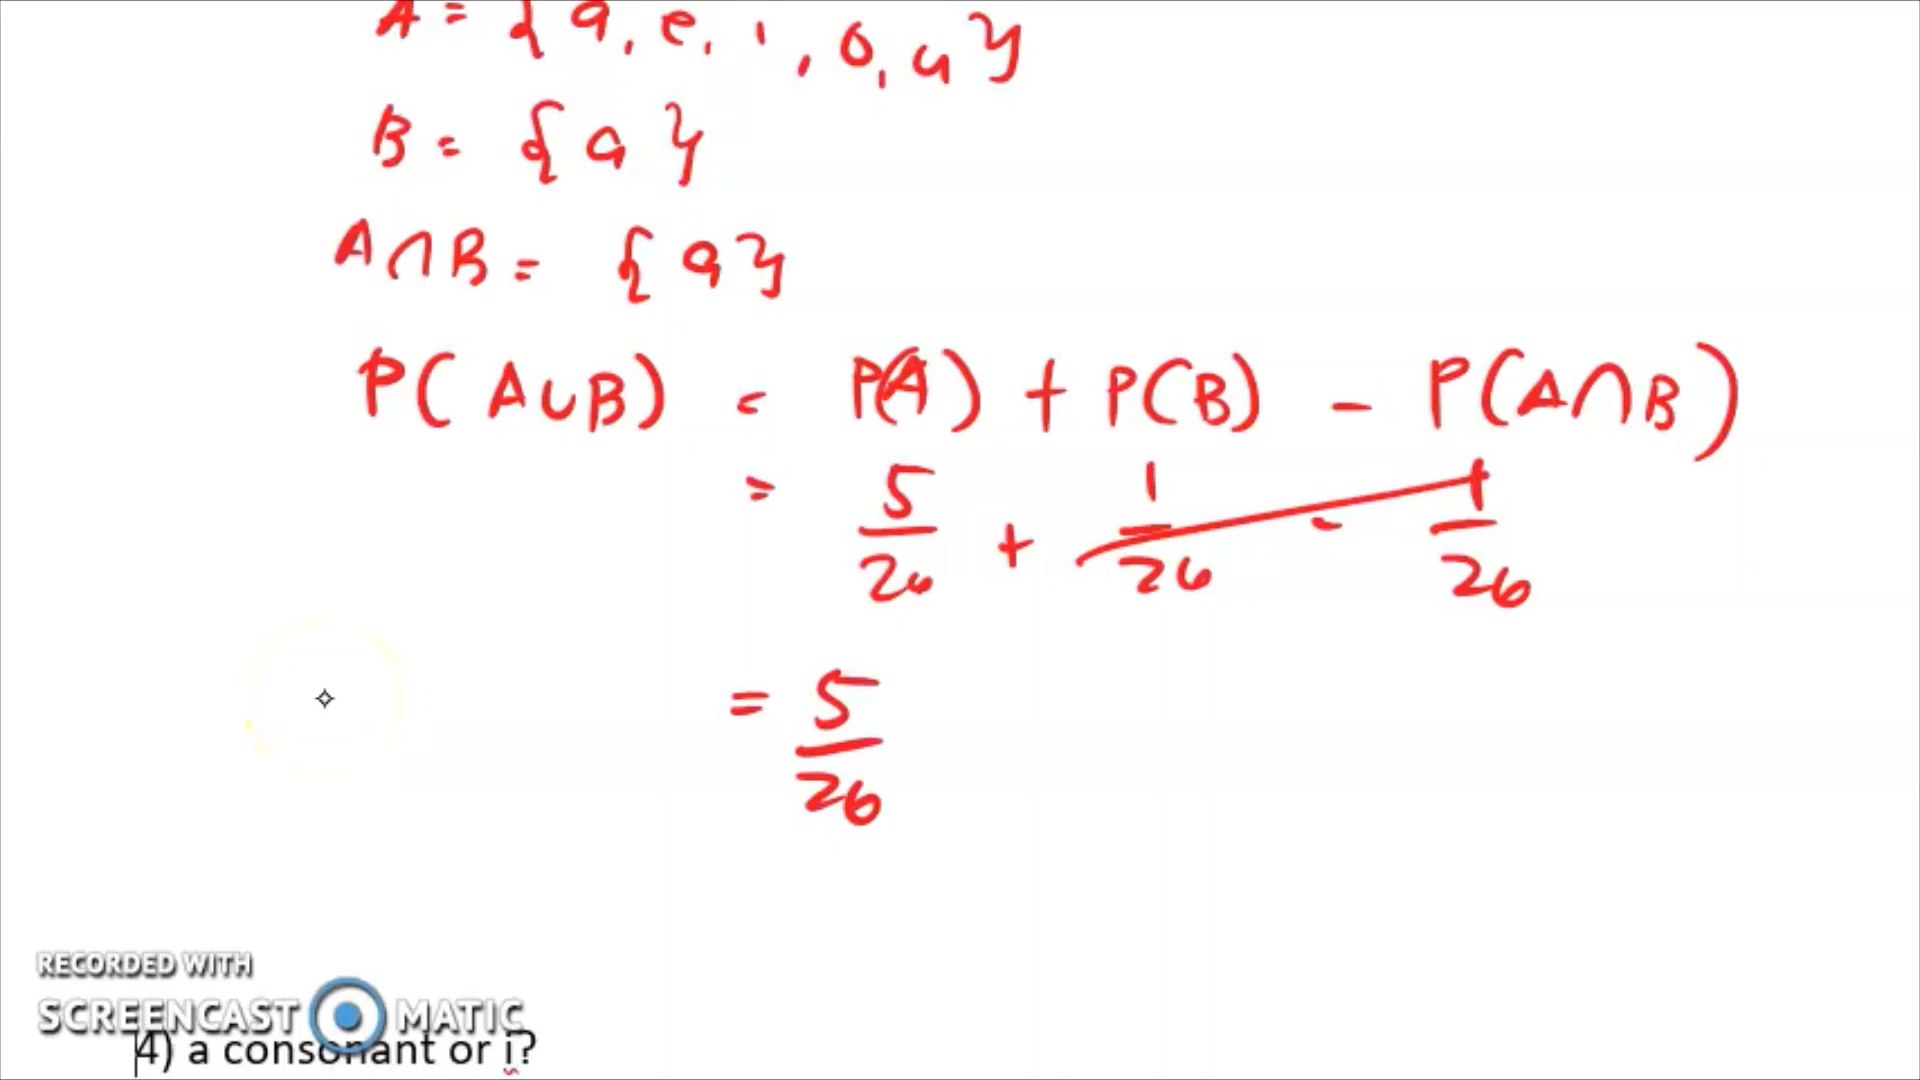 A = {a, e, i, o, u}
B = {a}
A∩B = {a}
P(A∪B) = P(A) + P(B) - P(A∩B)
= 5/26 + 1/26 - 1/26
= 5/26
RECORDED WITH
SCREENCAST MATIC
4) a consonant or i?